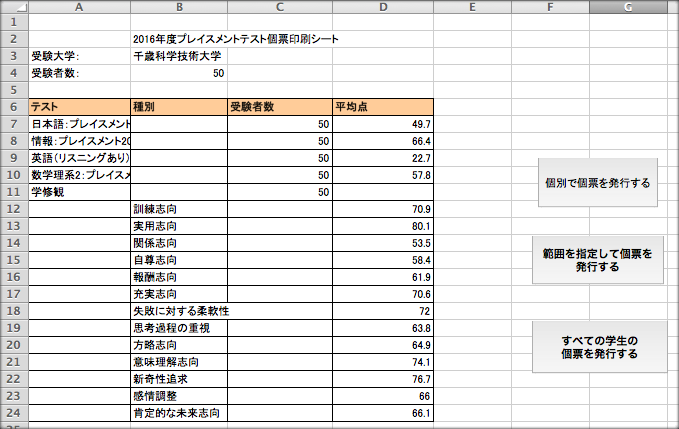 A B C D E F G
1
2 2016年度プレイスメントテスト個票印刷シート
3 受験大学： 千歳科学技術大学
4 受験者数： 50
5
6 テスト 種別 受験者数 平均点
7 日本語：プレイスメント 50 49.7
8 情報：プレイスメント20 50 66.4
9 英語（リスニングあり） 50 22.7
10 数学理系2：プレイスメ 50 57.8
11 学修観 50
12 訓練志向 70.9
13 実用志向 80.1
14 関係志向 53.5
15 自尊志向 58.4
16 報酬志向 61.9
17 充実志向 70.6
18 失敗に対する柔軟性 72
19 思考過程の重視 63.8
20 方略志向 64.9
21 意味理解志向 74.1
22 新奇性追求 76.7
23 感情調整 66
24 肯定的な未来志向 66.1
個別で個票を発行する
範囲を指定して個票を
発行する
すべての学生の
個票を発行する